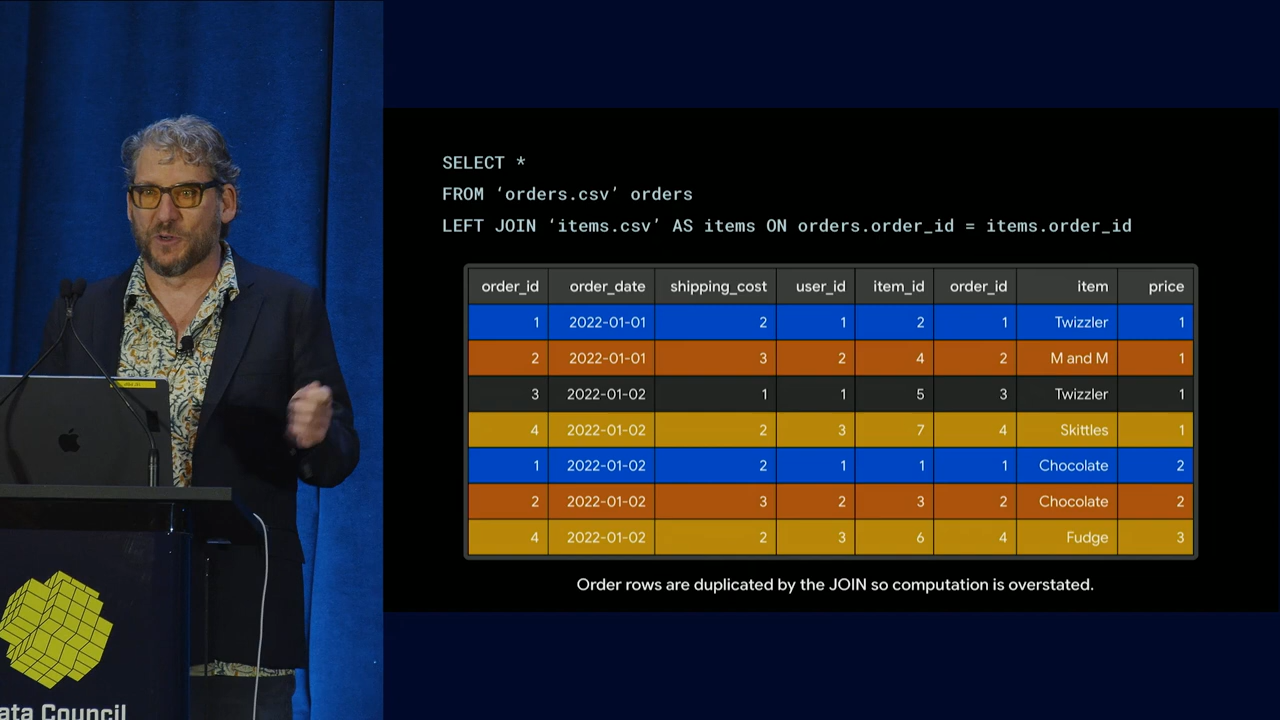 SELECT *
FROM ‘orders.csv’ orders
LEFT JOIN ‘items.csv’ AS items ON orders.order_id = items.order_id
order_id order_date shipping_cost user_id item_id order_id item price
1 2022-01-01 2 1 2 1 Twizzler 1
2 2022-01-01 3 2 4 2 M and M 1
3 2022-01-02 1 1 5 3 Twizzler 1
4 2022-01-02 2 3 7 4 Skittles 1
1 2022-01-02 2 1 1 1 Chocolate 2
2 2022-01-02 3 2 3 2 Chocolate 2
4 2022-01-02 2 3 6 4 Fudge 3
Order rows are duplicated by the JOIN so computation is overstated.
ata Council